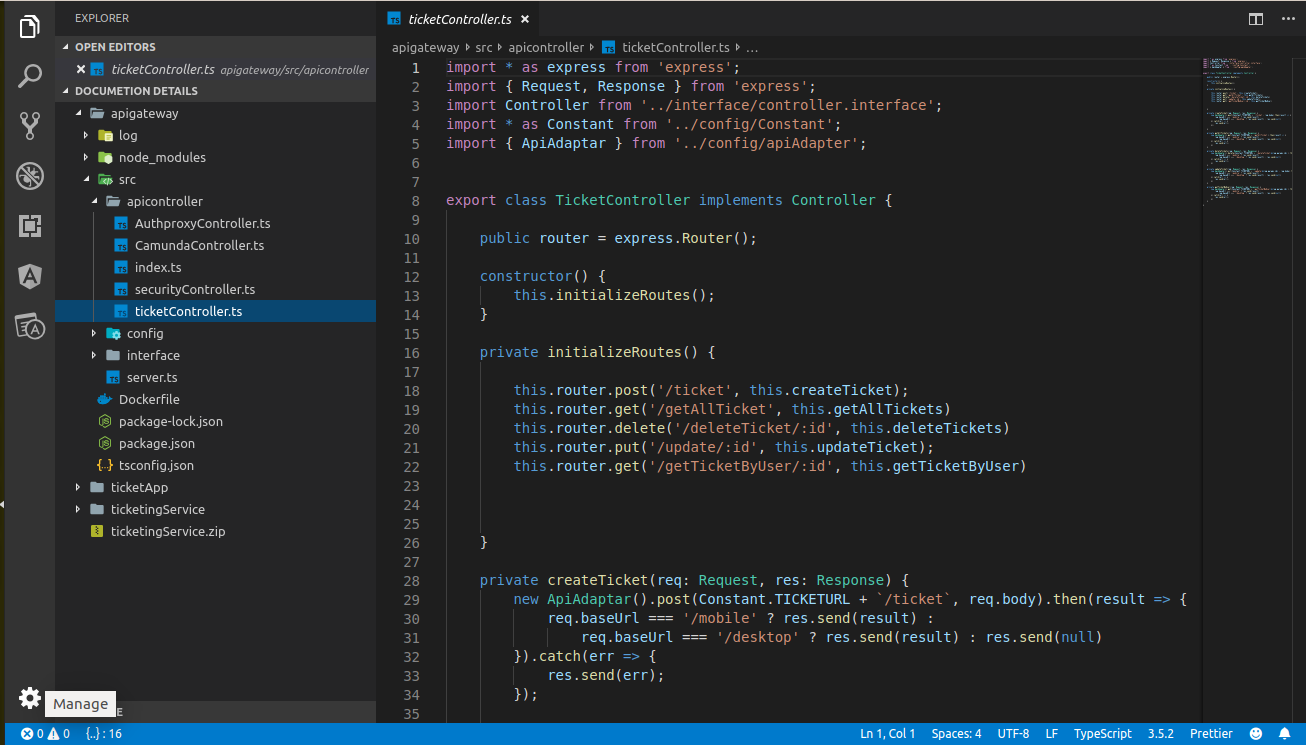 EXPLORER
OPEN EDITORS
ticketController.ts apigateway/src/apicontroller
DOCUMETION DETAILS
apigateway
log
node_modules
src
apicontroller
AuthproxyController.ts
CamundaController.ts
index.ts
securityController.ts
ticketController.ts
config
interface
server.ts
Dockerfile
package-lock.json
package.json
tsconfig.json
ticketApp
ticketingService
ticketingService.zip
Manage
E
ticketController.ts
apigateway src apicontroller ticketController.ts ...
1 import * as express from 'express';
2 import { Request, Response } from 'express';
3 import Controller from '../interface/controller.interface';
4 import * as Constant from '../config/Constant';
5 import { ApiAdaptar } from '../config/apiAdapter';
6
7
8 export class TicketController implements Controller {
9
10 public router = express.Router();
11
12 constructor() {
13 this.initializeRoutes();
14 }
15
16 private initializeRoutes() {
17
18 this.router.post('/ticket', this.createTicket);
19 this.router.get('/getAllTicket', this.getAllTickets)
20 this.router.delete('/deleteTicket/:id', this.deleteTickets)
21 this.router.put('/update/:id', this.updateTicket);
22 this.router.get('/getTicketByUser/:id', this.getTicketByUser)
23
24
25
26 }
27
28 private createTicket(req: Request, res: Response) {
29 new ApiAdaptar().post(Constant.TICKETURL + `/ticket`, req.body).then(result => {
30 req.baseUrl === '/mobile' ? res.send(result) :
31 req.baseUrl === '/desktop' ? res.send(result) : res.send(null)
32 }).catch(err => {
33 res.send(err);
34 });
35
0 0 {..} : 16 Ln 1, Col 1 Spaces: 4 UTF-8 LF TypeScript 3.5.2 Prettier